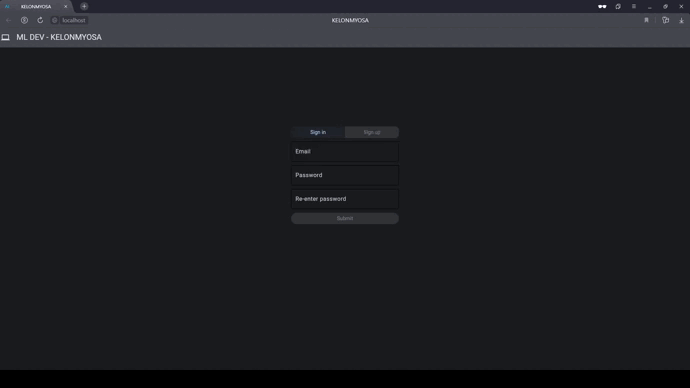 KELONMYOSA
localhost
KELONMYOSA
ML DEV - KELONMYOSA
Sign in
Sign up
Email
Password
Re-enter password
Submit